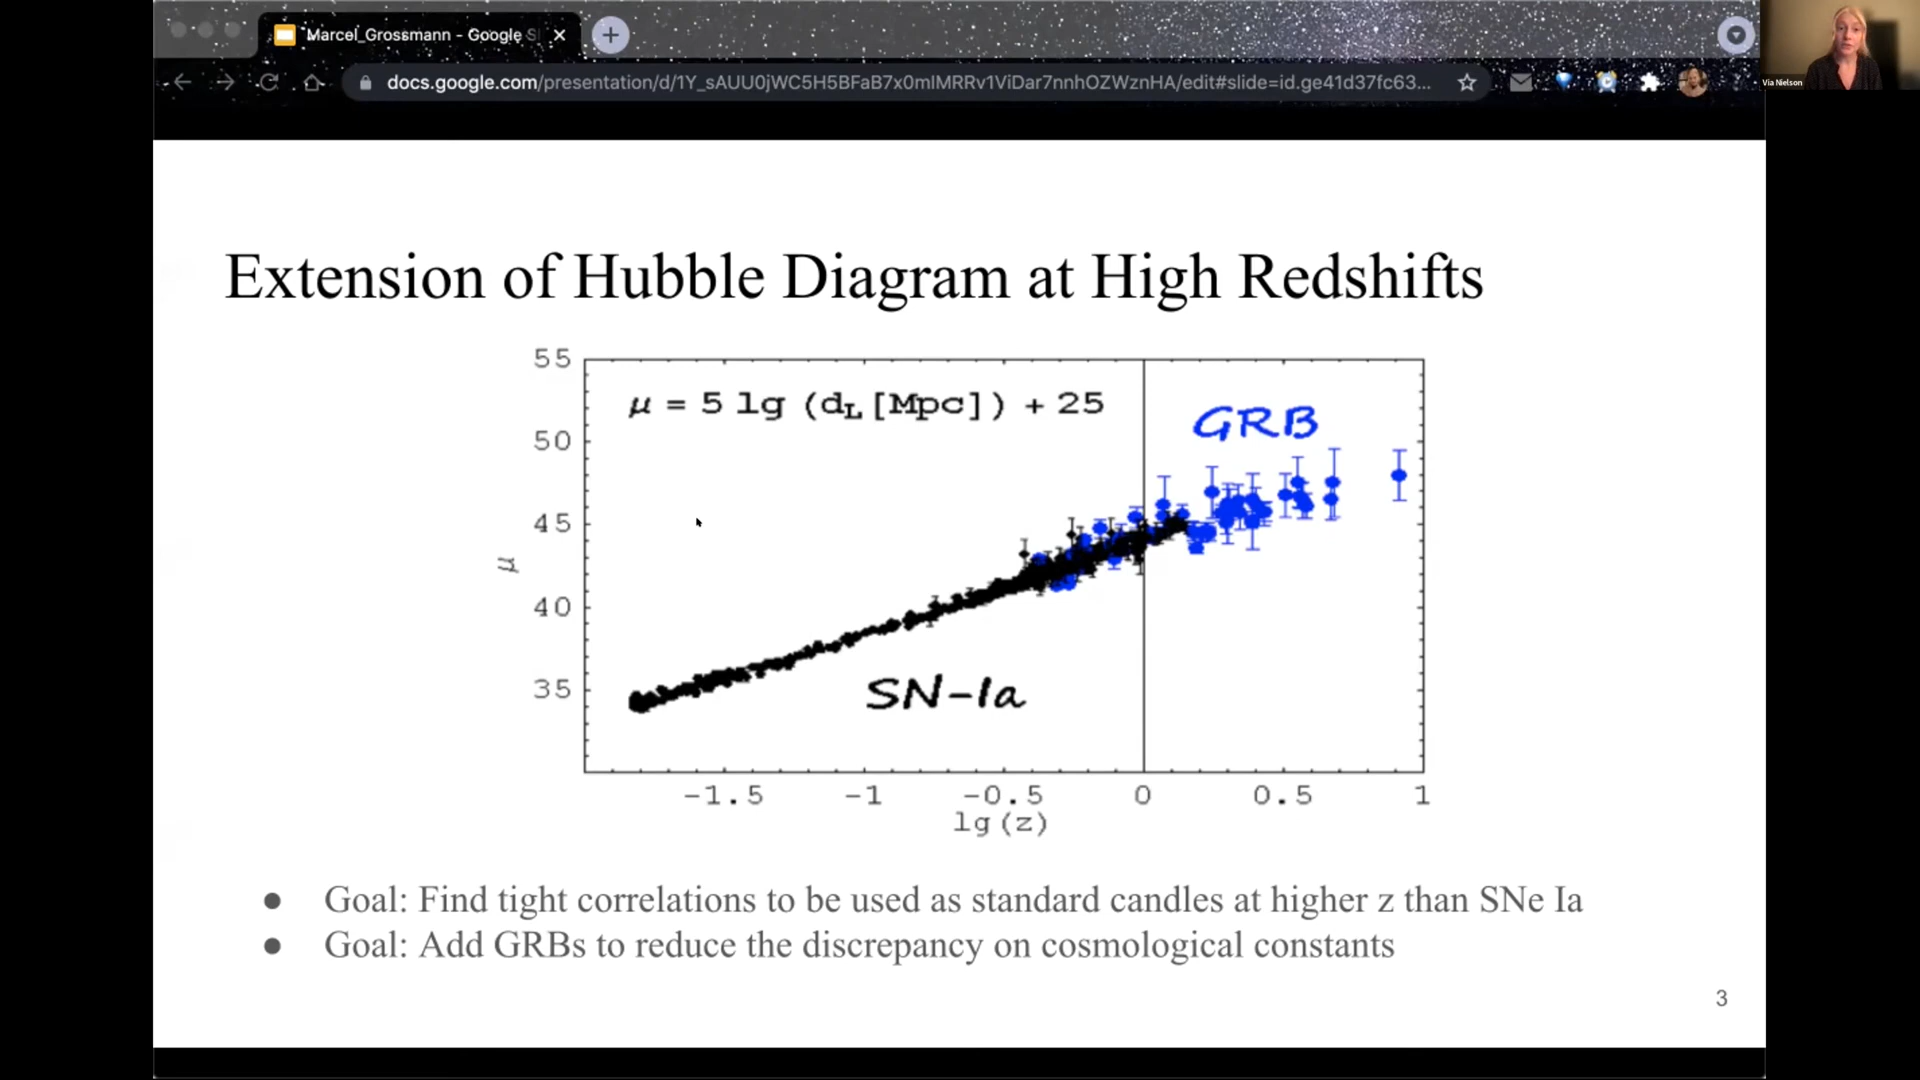 Marcel_Grossmann - Google S
docs.google.com/presentation/d/1Y_sAUU0jWC5H5BFaB7x0mlMRRv1ViDar7nnhOZWznHA/edit#slide=id.ge41d37fc63...
Via Nielson
Extension of Hubble Diagram at High Redshifts
μ = 5 lg (dL [Mpc]) + 25
GRB
SN-Ia
55
50
45
40
35
μ
-1.5 -1 -0.5 0 0.5 1
lg (z)
● Goal: Find tight correlations to be used as standard candles at higher z than SNe Ia
● Goal: Add GRBs to reduce the discrepancy on cosmological constants
3